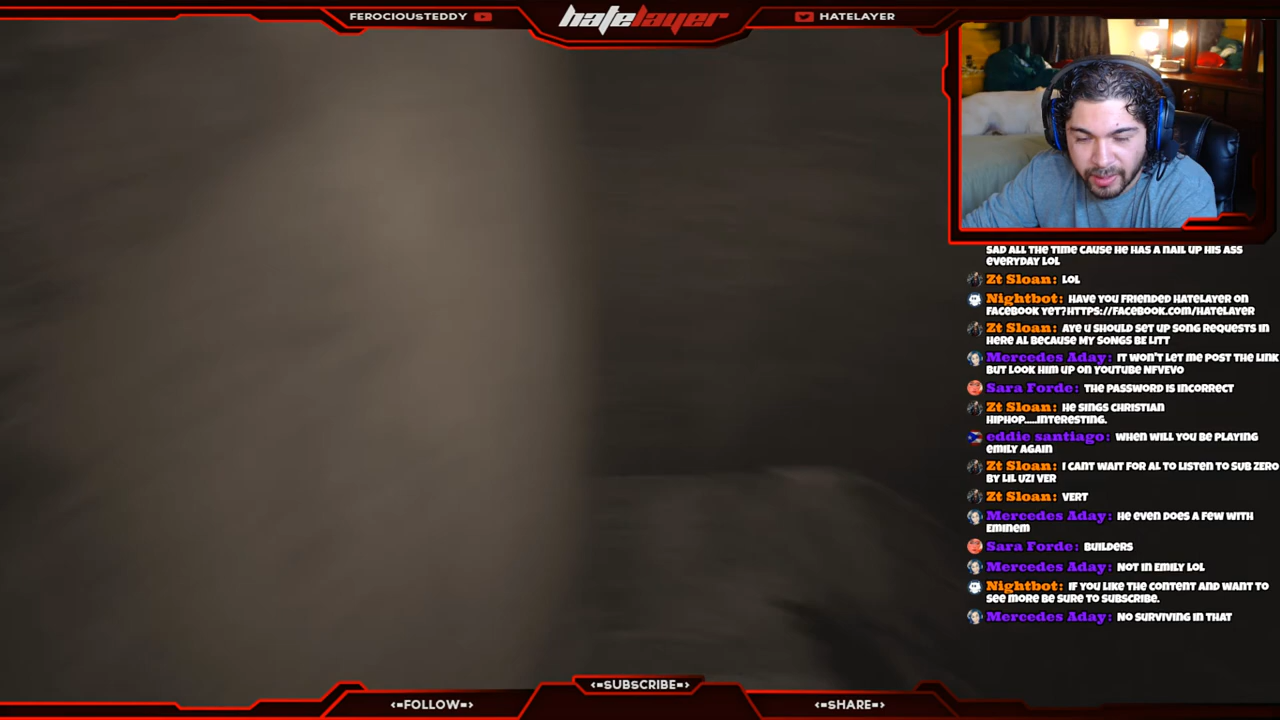 FEROCIOUSTEDDY
hatelayer
HATELAYER
SAD ALL THE TIME CAUSE HE HAS A NAIL UP HIS ASS
EVERYDAY LOL
Zt Sloan: LOL
Nightbot: HAVE YOU FRIENDED HATELAYER ON
FACEBOOK YET? HTTPS://FACEBOOK.COM/HATELAYER
Zt Sloan: AYE U SHOULD SET UP SONG REQUESTS IN
HERE AL BECAUSE MY SONGS BE LITT
Mercedes Aday: IT WON'T LET ME POST THE LINK
BUT LOOK HIM UP ON YOUTUBE NFVEVO
Sara Forde: THE PASSWORD IS INCORRECT
Zt Sloan: HE SINGS CHRISTIAN
HIPHOP.....INTERESTING.
eddie santiago: WHEN WILL YOU BE PLAYING
EMILY AGAIN
Zt Sloan: I CANT WAIT FOR AL TO LISTEN TO SUB ZERO
BY LIL UZI VER
Zt Sloan: VERT
Mercedes Aday: HE EVEN DOES A FEW WITH
EMINEM
Sara Forde: BUILDERS
Mercedes Aday: NOT IN EMILY LOL
Nightbot: IF YOU LIKE THE CONTENT AND WANT TO
SEE MORE BE SURE TO SUBSCRIBE.
Mercedes Aday: NO SURVIVING IN THAT
<=SUBSCRIBE=>
<=FOLLOW=>
<=SHARE=>